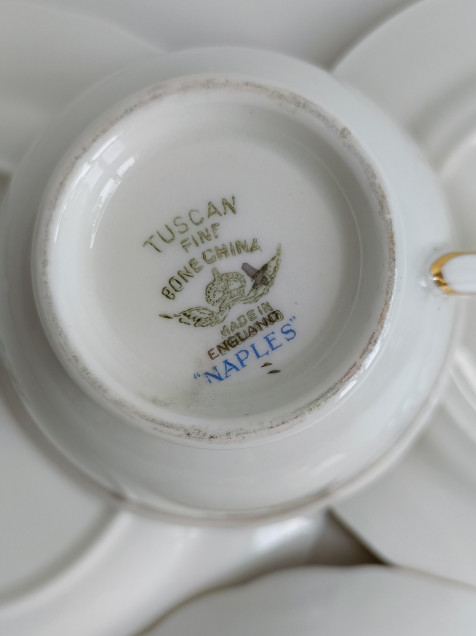 TUSCAN
FINE
BONE CHINA
MADE IN
ENGLAND
"NAPLES"